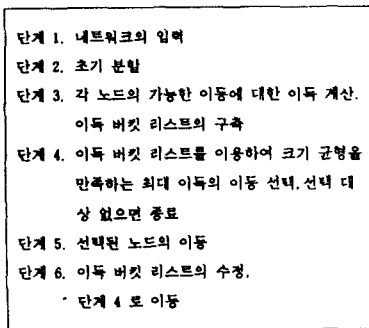 단계 1. 네트워크의 입력
단계 2. 초기 분할
단계 3. 각 노드의 가능한 이동에 대한 이득 계산.
이득 버킷 리스트의 구축
단계 4. 이득 버킷 리스트를 이용하여 크기 균형을
만족하는 최대 이득의 이동 선택, 선택 대
상 없으면 종료
단계 5. 선택된 노드의 이동
단계 6. 이득 버킷 리스트의 수정,
단계 4 로 이동